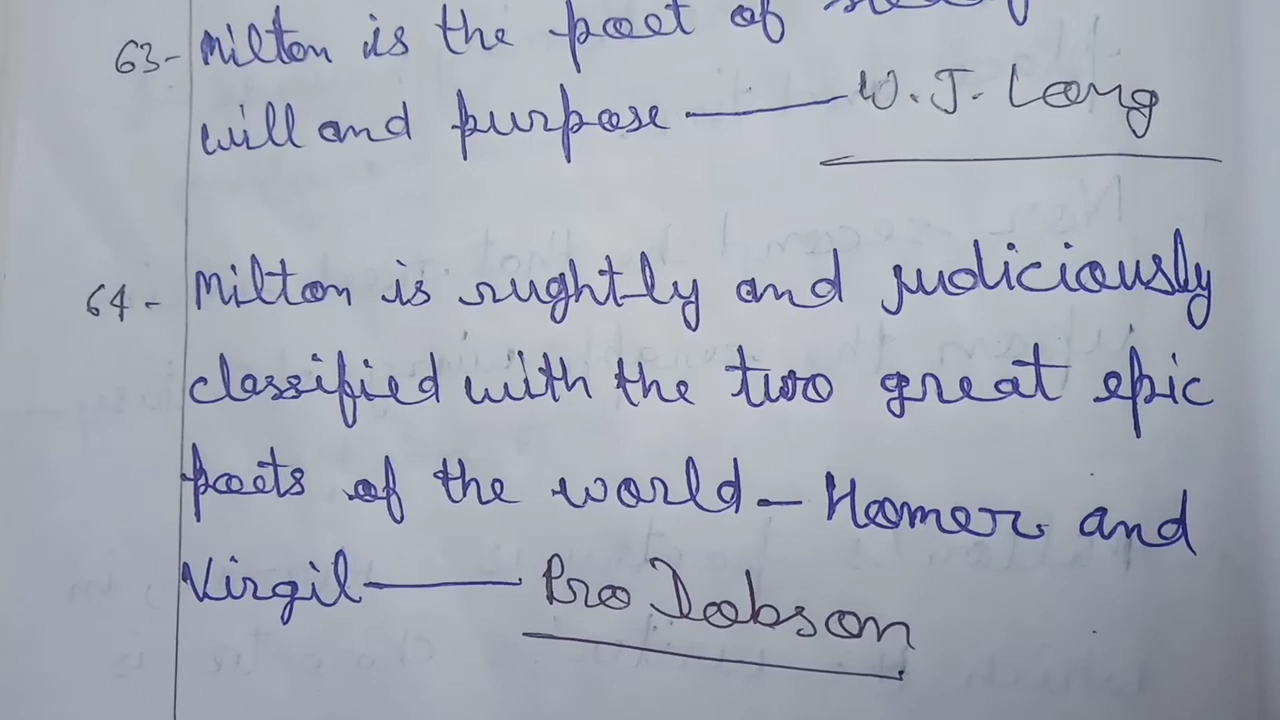 63- Milton is the poet of
will and purpose — W. J. Long
64- Milton is rightly and judiciously
classified with the two great epic
poets of the world - Homer and
Virgil — Pro Dobson